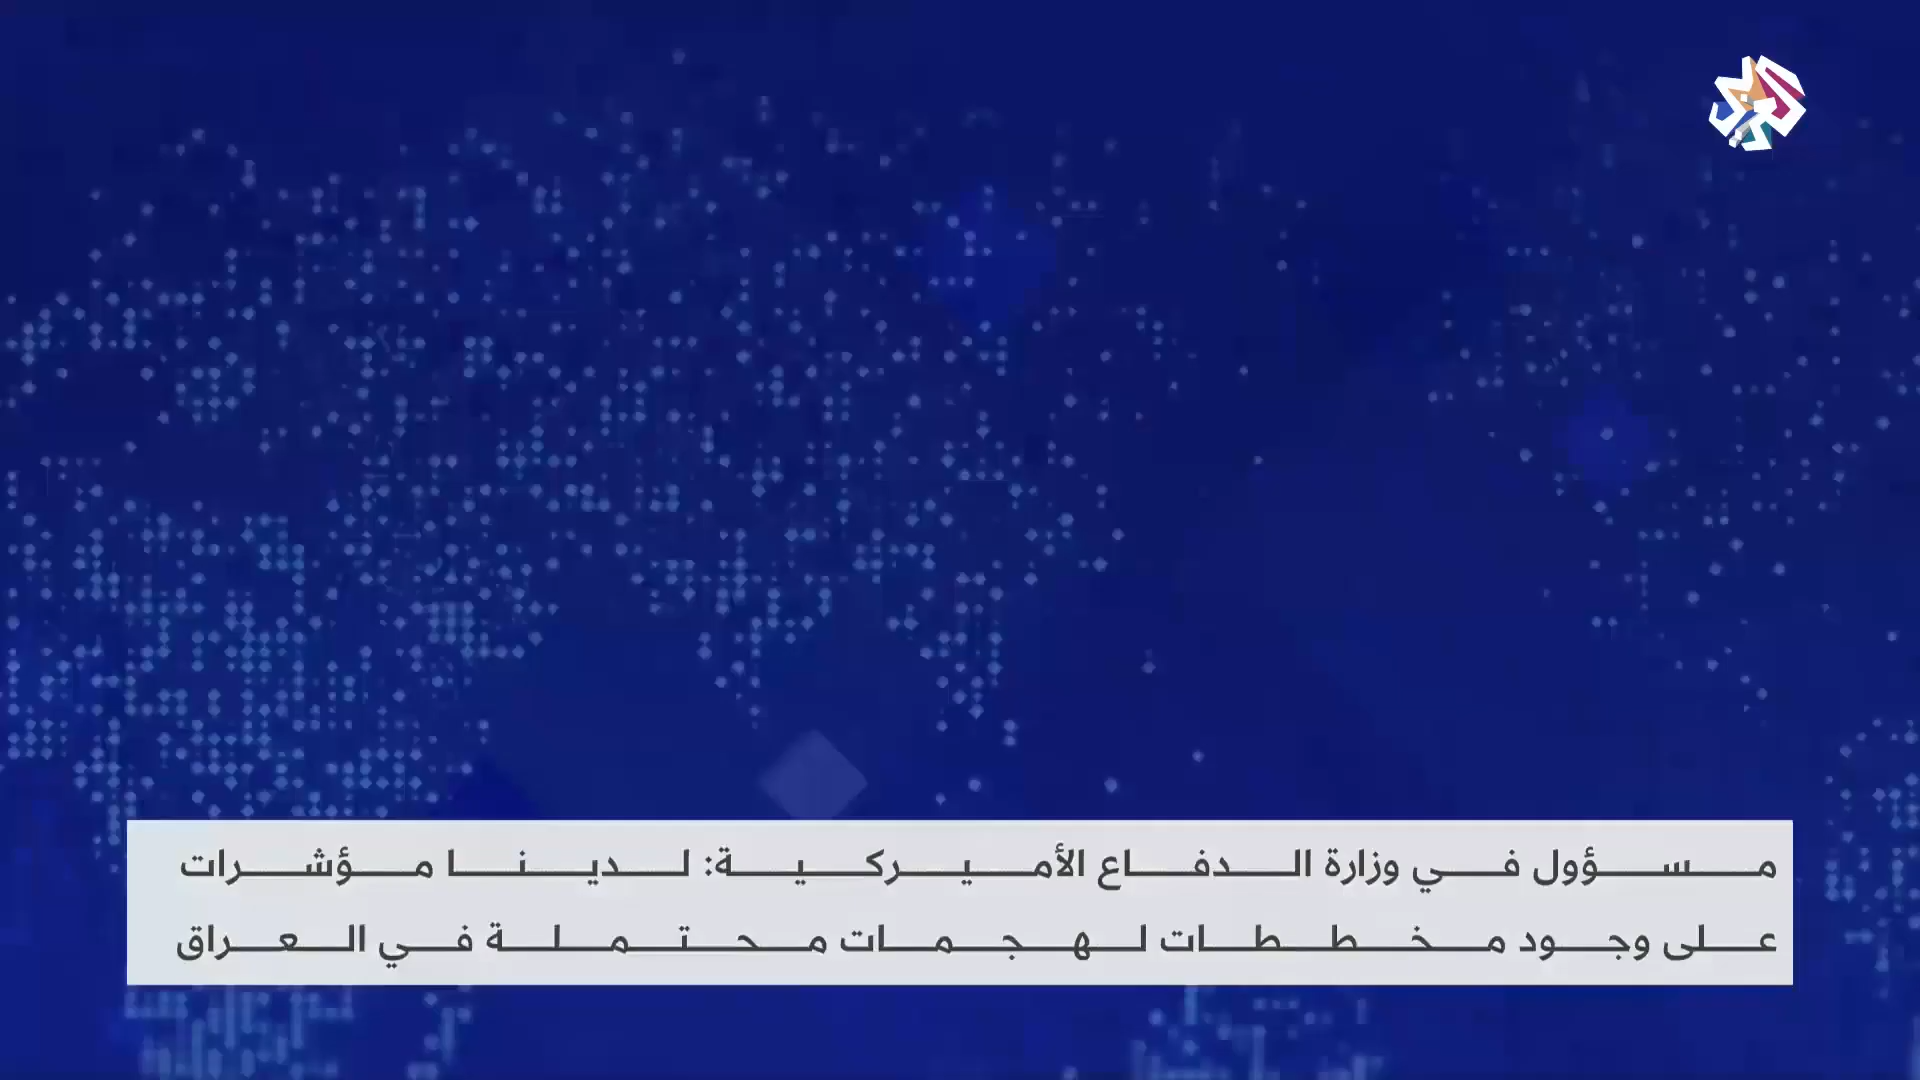 مسؤول في وزارة الدفاع الأميركية: لدينا مؤشرات
على وجود مخططات لهجمات محتملة في العراق